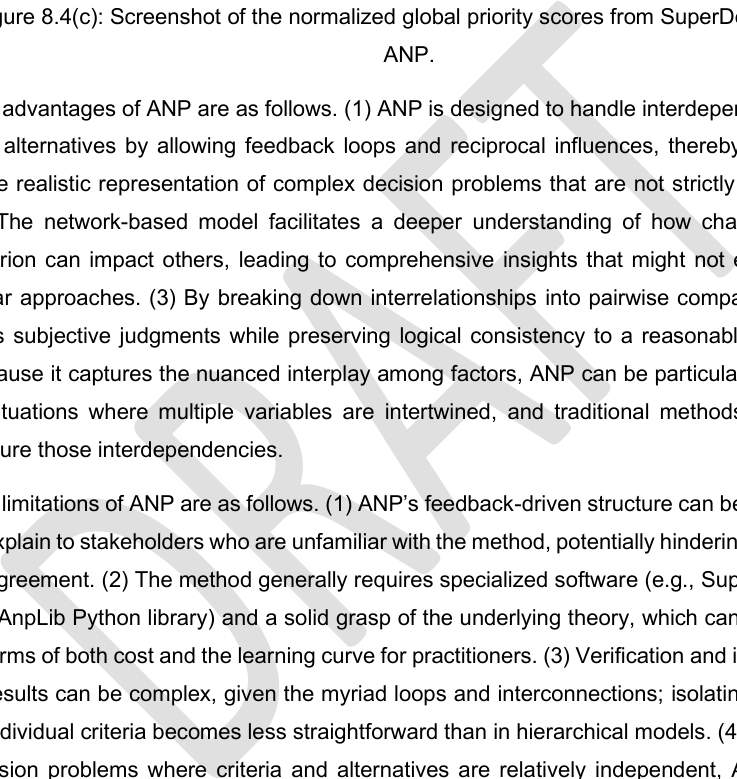 gure 8.4(c): Screenshot of the normalized global priority scores from SuperDe
ANP.
advantages of ANP are as follows. (1) ANP is designed to handle interdepen
alternatives by allowing feedback loops and reciprocal influences, thereby
e realistic representation of complex decision problems that are not strictly
The network-based model facilitates a deeper understanding of how cha
rion can impact others, leading to comprehensive insights that might not e
ar approaches. (3) By breaking down interrelationships into pairwise compa
s subjective judgments while preserving logical consistency to a reasonabl
ause it captures the nuanced interplay among factors, ANP can be particula
tuations where multiple variables are intertwined, and traditional methods
ure those interdependencies.
limitations of ANP are as follows. (1) ANP’s feedback-driven structure can be
xplain to stakeholders who are unfamiliar with the method, potentially hinderin
greement. (2) The method generally requires specialized software (e.g., Sup
AnpLib Python library) and a solid grasp of the underlying theory, which can
rms of both cost and the learning curve for practitioners. (3) Verification and i
esults can be complex, given the myriad loops and interconnections; isolatin
dividual criteria becomes less straightforward than in hierarchical models. (4
sion problems where criteria and alternatives are relatively independent, A
DRAFT